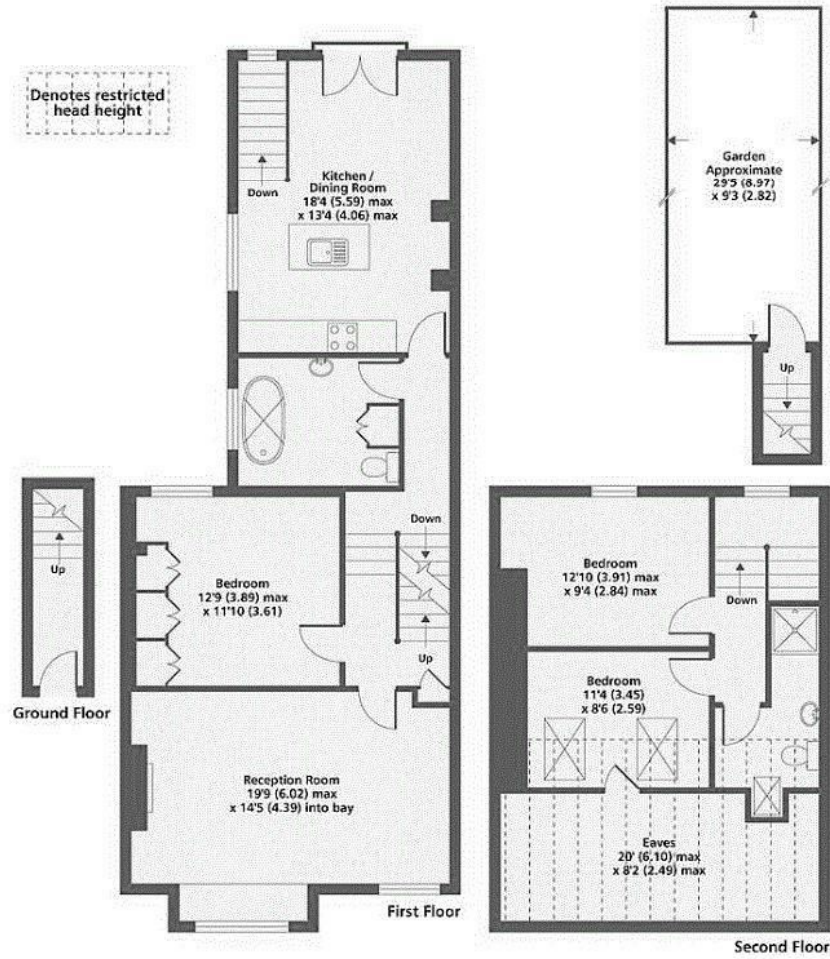 Denotes restricted
head height
Down
Kitchen /
Dining Room
18'4 (5.59) max
x 13'4 (4.06) max
Garden
Approximate
29'5 (8.97)
x 9'3 (2.82)
Up
Up
Ground Floor
Bedroom
12'9 (3.89) max
x 11'10 (3.61)
Down
Up
Reception Room
19'9 (6.02) max
x 14'5 (4.39) into bay
First Floor
Bedroom
12'10 (3.91) max
x 9'4 (2.84) max
Down
Bedroom
11'4 (3.45)
x 8'6 (2.59)
Eaves
20' (6.10) max
x 8'2 (2.49) max
Second Floor